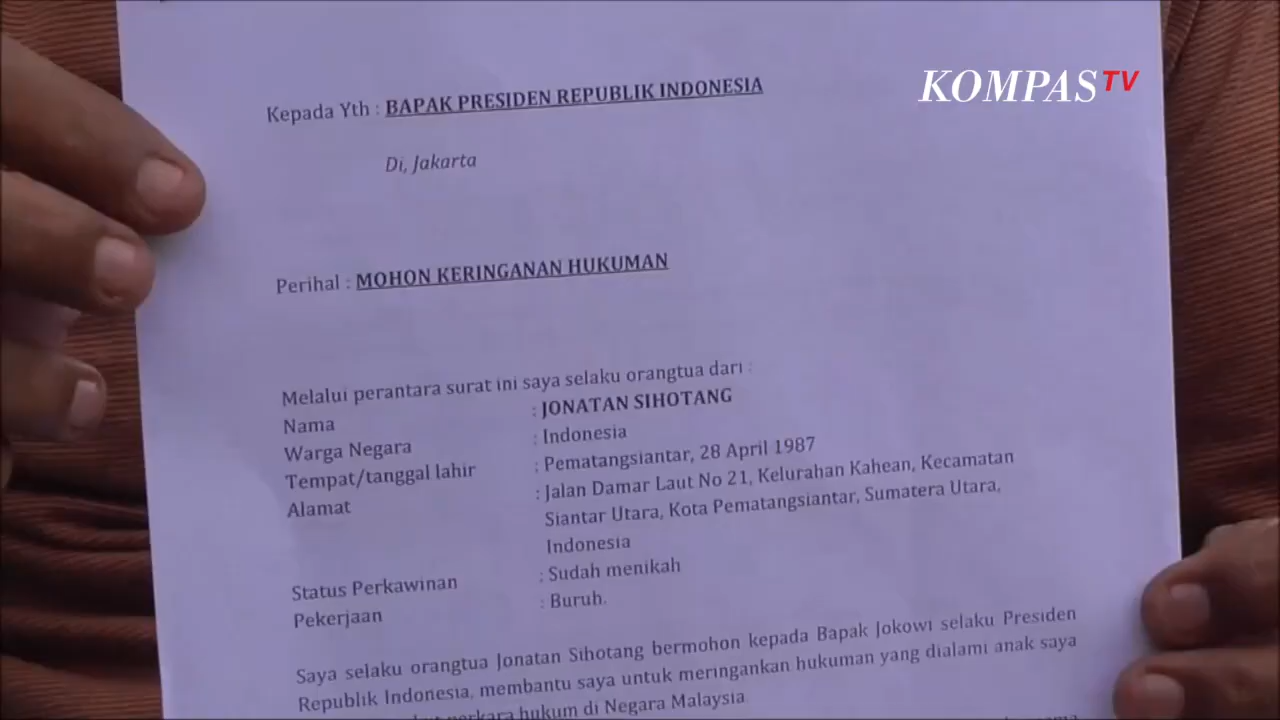 KOMPAS TV
Kepada Yth : BAPAK PRESIDEN REPUBLIK INDONESIA
Di, Jakarta
Perihal : MOHON KERINGANAN HUKUMAN
Melalui perantara surat ini saya selaku orangtua dari :
Nama : JONATAN SIHOTANG
Warga Negara : Indonesia
Tempat/tanggal lahir : Pematangsiantar, 28 April 1987
Alamat : Jalan Damar Laut No 21, Kelurahan Kahean, Kecamatan
Siantar Utara, Kota Pematangsiantar, Sumatera Utara,
Indonesia
Status Perkawinan : Sudah menikah
Pekerjaan : Buruh.
Saya selaku orangtua Jonatan Sihotang bermohon kepada Bapak Jokowi selaku Presiden
Republik Indonesia, membantu saya untuk meringankan hukuman yang dialami anak saya
perkara hukum di Negara Malaysia